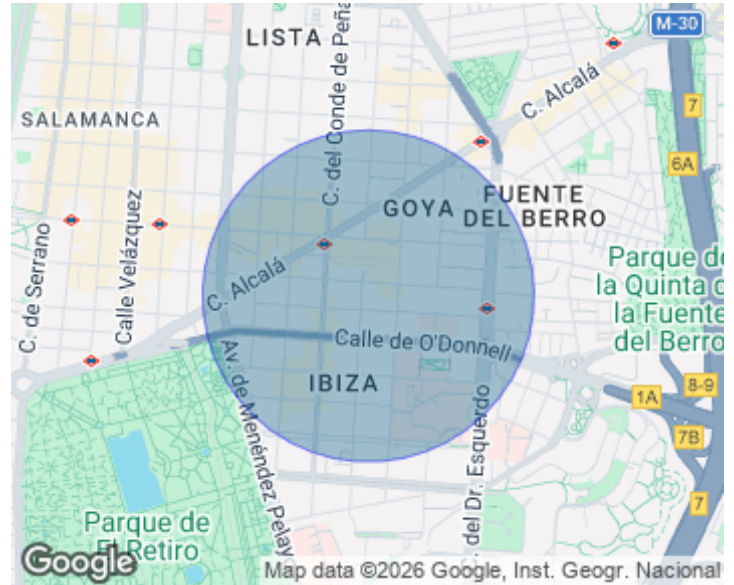 LISTA
M-30
C. del Conde de Peña
C. Alcalá
7
SALAMANCA
6A
Calle Velázquez
C. de Serrano
GOYA
FUENTE
DEL BERRO
C. Alcalá
Parque de
la Quinta d
la Fuente
del Berro
Calle de O'Donnell
IBIZA
Av. de Menéndez Pelay
C. del Dr. Esquerdo
1A
8-9
7B
7
Parque de
El Retiro
Google
Map data ©2026 Google, Inst. Geogr. Nacional